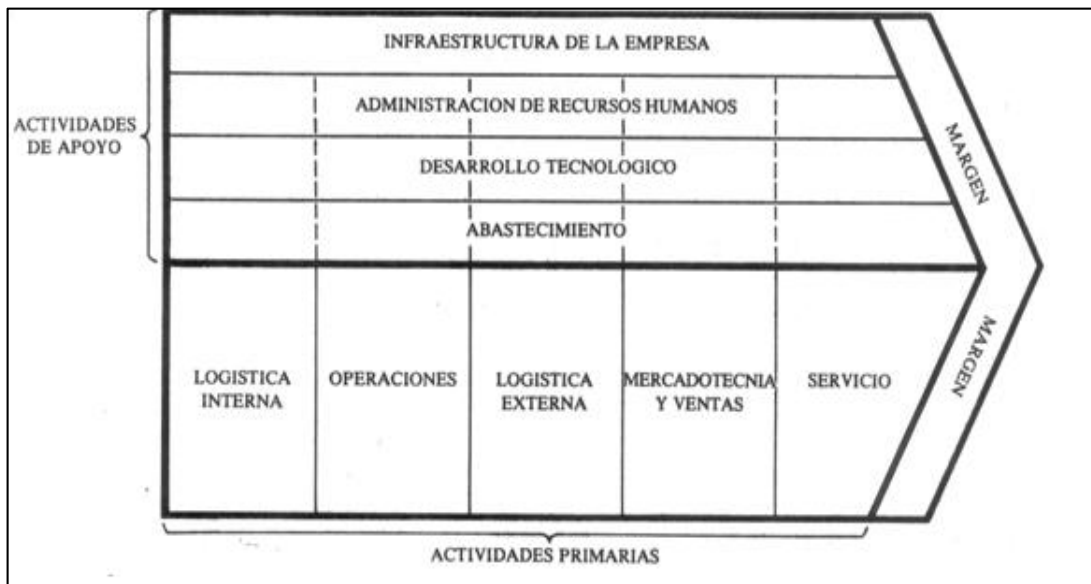 INFRAESTRUCTURA DE LA EMPRESA
ADMINISTRACION DE RECURSOS HUMANOS
ACTIVIDADES
DE APOYO
DESARROLLO TECNOLOGICO
ABASTECIMIENTO
MARGEN
MARGEN
LOGISTICA
INTERNA
OPERACIONES
LOGISTICA
EXTERNA
MERCADOTECNIA
Y VENTAS
SERVICIO
ACTIVIDADES PRIMARIAS